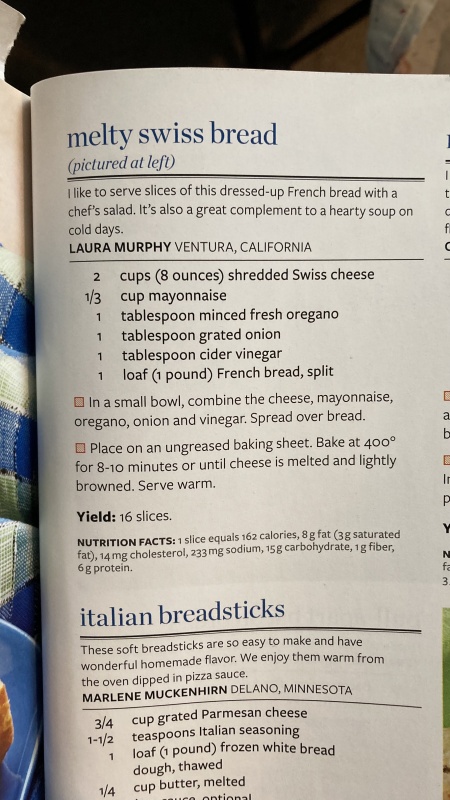 melty swiss bread
(pictured at left)
I like to serve slices of this dressed-up French bread with a
chef's salad. It's also a great complement to a hearty soup on
cold days.
LAURA MURPHY VENTURA, CALIFORNIA
2 cups (8 ounces) shredded Swiss cheese
1/3 cup mayonnaise
1 tablespoon minced fresh oregano
1 tablespoon grated onion
1 tablespoon cider vinegar
1 loaf (1 pound) French bread, split
In a small bowl, combine the cheese, mayonnaise,
oregano, onion and vinegar. Spread over bread.
Place on an ungreased baking sheet. Bake at 400°
for 8-10 minutes or until cheese is melted and lightly
browned. Serve warm.
Yield: 16 slices.
NUTRITION FACTS: 1 slice equals 162 calories, 8 g fat (3 g saturated
fat), 14 mg cholesterol, 233 mg sodium, 15 g carbohydrate, 1 g fiber,
6 g protein.
italian breadsticks
These soft breadsticks are so easy to make and have
wonderful homemade flavor. We enjoy them warm from
the oven dipped in pizza sauce.
MARLENE MUCKENHIRN DELANO, MINNESOTA
3/4 cup grated Parmesan cheese
1-1/2 teaspoons Italian seasoning
1 loaf (1 pound) frozen white bread
dough, thawed
1/4 cup butter, melted
sauce, optional